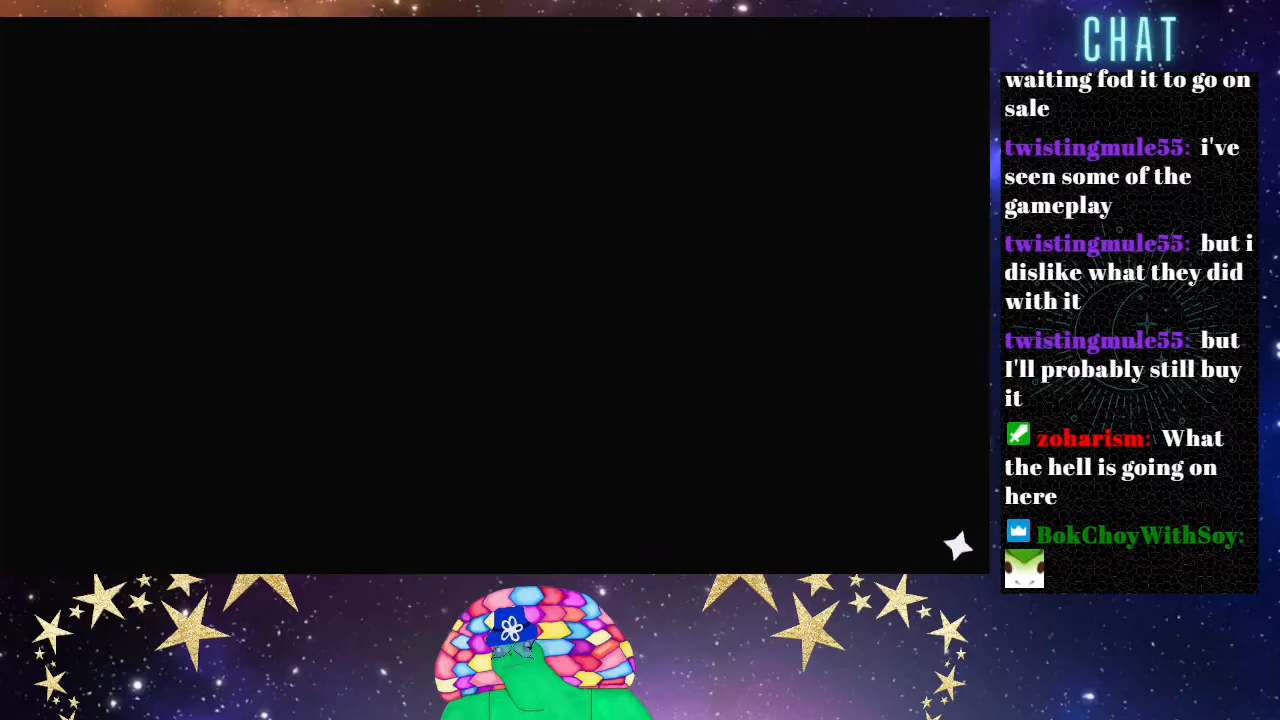 CHAT
waiting fod it to go on
sale
twistingmule55: i've
seen some of the
gameplay
twistingmule55: but i
dislike what they did
with it
twistingmule55: but
I'll probably still buy
it
zoharism: What
the hell is going on
here
BokChoyWithSoy: